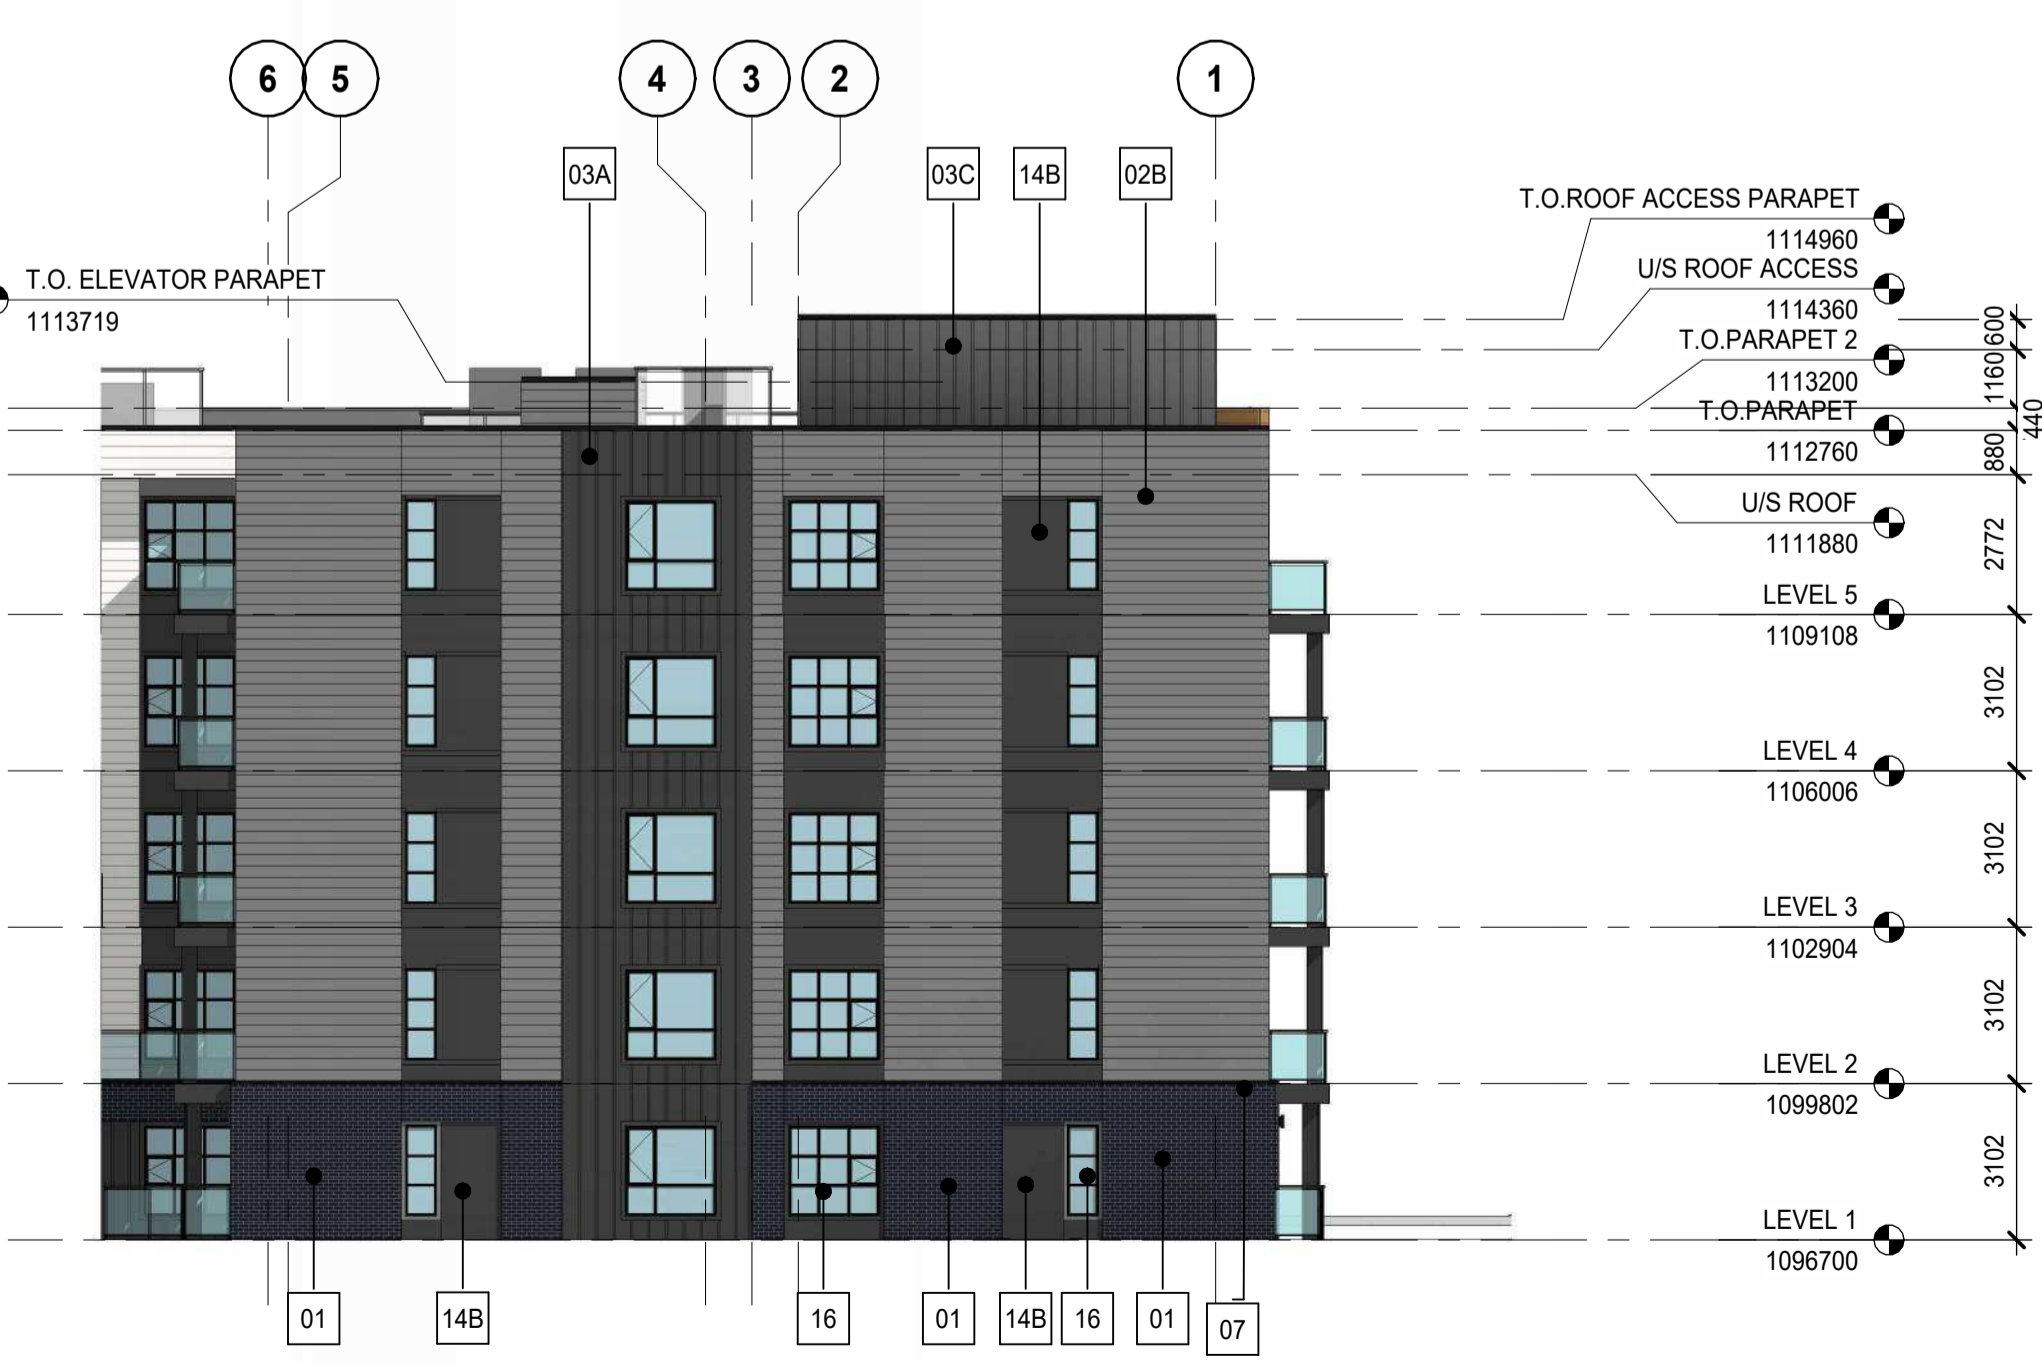 6 5 4 3 2 1
03A 03C 14B 02B
T.O.ROOF ACCESS PARAPET
1114960
U/S ROOF ACCESS
1114360
T.O. ELEVATOR PARAPET
1113719
T.O.PARAPET 2
1113200
T.O.PARAPET
1112760
U/S ROOF
1111880
LEVEL 5
1109108
LEVEL 4
1106006
LEVEL 3
1102904
LEVEL 2
1099802
LEVEL 1
1096700
600
1160
440
880
27772
3102
3102
3102
3102
01 14B 16 01 14B 16 01 07